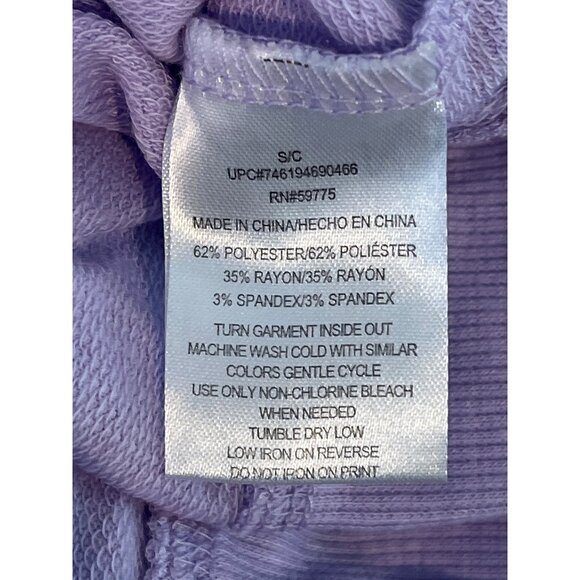 S/C
UPC#746194690466
RN#59775
MADE IN CHINA/HECHO EN CHINA
62% POLYESTER/62% POLIÉSTER
35% RAYON/35% RAYÓN
3% SPANDEX/3% SPANDEX
TURN GARMENT INSIDE OUT
MACHINE WASH COLD WITH SIMILAR
COLORS GENTLE CYCLE
USE ONLY NON-CHLORINE BLEACH
WHEN NEEDED
TUMBLE DRY LOW
LOW IRON ON REVERSE
DO NOT IRON ON PRINT